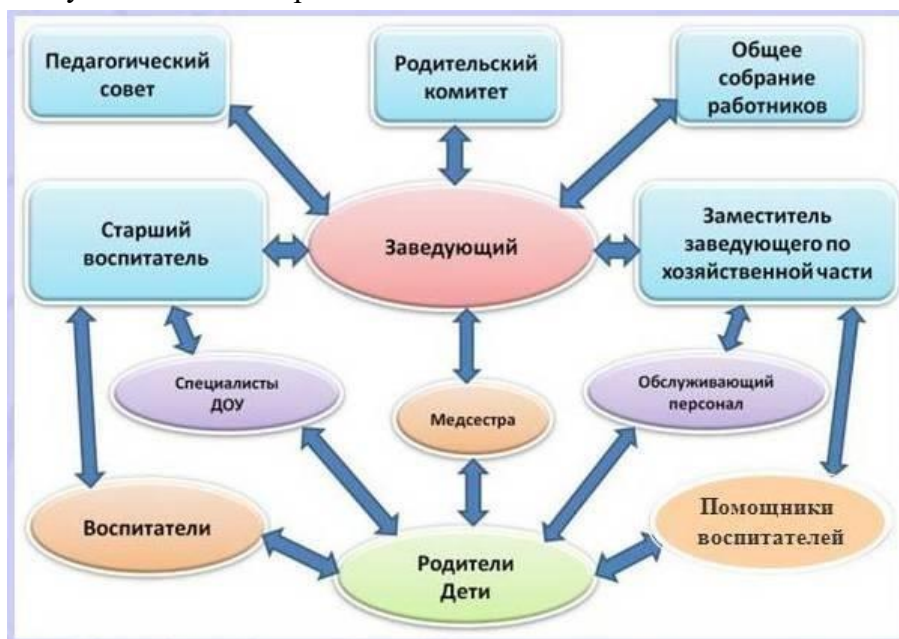 Педагогический
совет
Родительский
комитет
Общее
собрание
работников
Старший
воспитатель
Заведующий
Заместитель
заведующего по
хозяйственной части
Специалисты
ДОУ
Медсестра
Обслуживающий
персонал
Воспитатели
Родители
Дети
Помощники
воспитателей